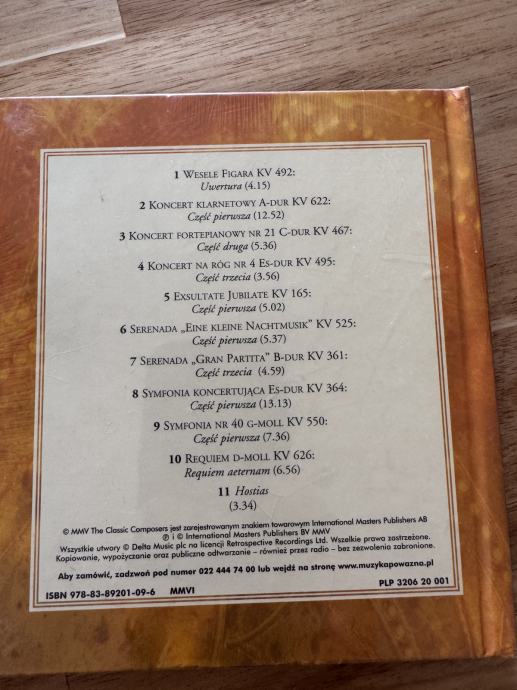 1 WESELE FIGARA KV 492:
Uwertura (4.15)
2 KONCERT KLARNETOWY A-DUR KV 622:
Część pierwsza (12.52)
3 KONCERT FORTEPIANOWY NR 21 C-DUR KV 467:
Część druga (5.36)
4 KONCERT NA RÓG NR 4 ES-DUR KV 495:
Część trzecia (3.56)
5 EXSULTATE JUBILATE KV 165:
Część pierwsza (5.02)
6 SERENADA „EINE KLEINE NACHTMUSIK” KV 525:
Część pierwsza (5.37)
7 SERENADA „GRAN PARTITA” B-DUR KV 361:
Część trzecia (4.59)
8 SYMFONIA KONCERTUJĄCA ES-DUR KV 364:
Część pierwsza (13.13)
9 SYMFONIA NR 40 G-MOLL KV 550:
Część pierwsza (7.36)
10 REQUIEM D-MOLL KV 626:
Requiem aeternam (6.56)
11 Hostias
(3.34)
© MMV The Classic Composers jest zarejestrowanym znakiem towarowym International Masters Publishers AB
℗ i © International Masters Publishers BV MMV
Wszystkie utwory © Delta Music plc na licencji Retrospective Recordings Ltd. Wszelkie prawa zastrzeżone.
Kopiowanie, wypożyczanie oraz publiczne odtwarzanie – również przez radio – bez zezwolenia zabronione.
Aby zamówić, zadzwoń pod numer 022 444 74 00 lub wejdź na stronę www.muzykapowazna.pl
ISBN 978-83-89201-09-6 MMVI PLP 3206 20 001